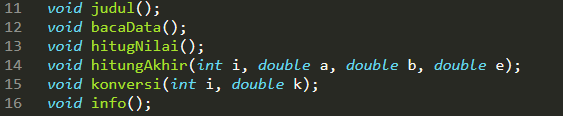 11 void judul();
12 void bacaData();
13 void hitugNilai();
14 void hitungAkhir(int i, double a, double b, double e);
15 void konversi(int i, double k);
16 void info();